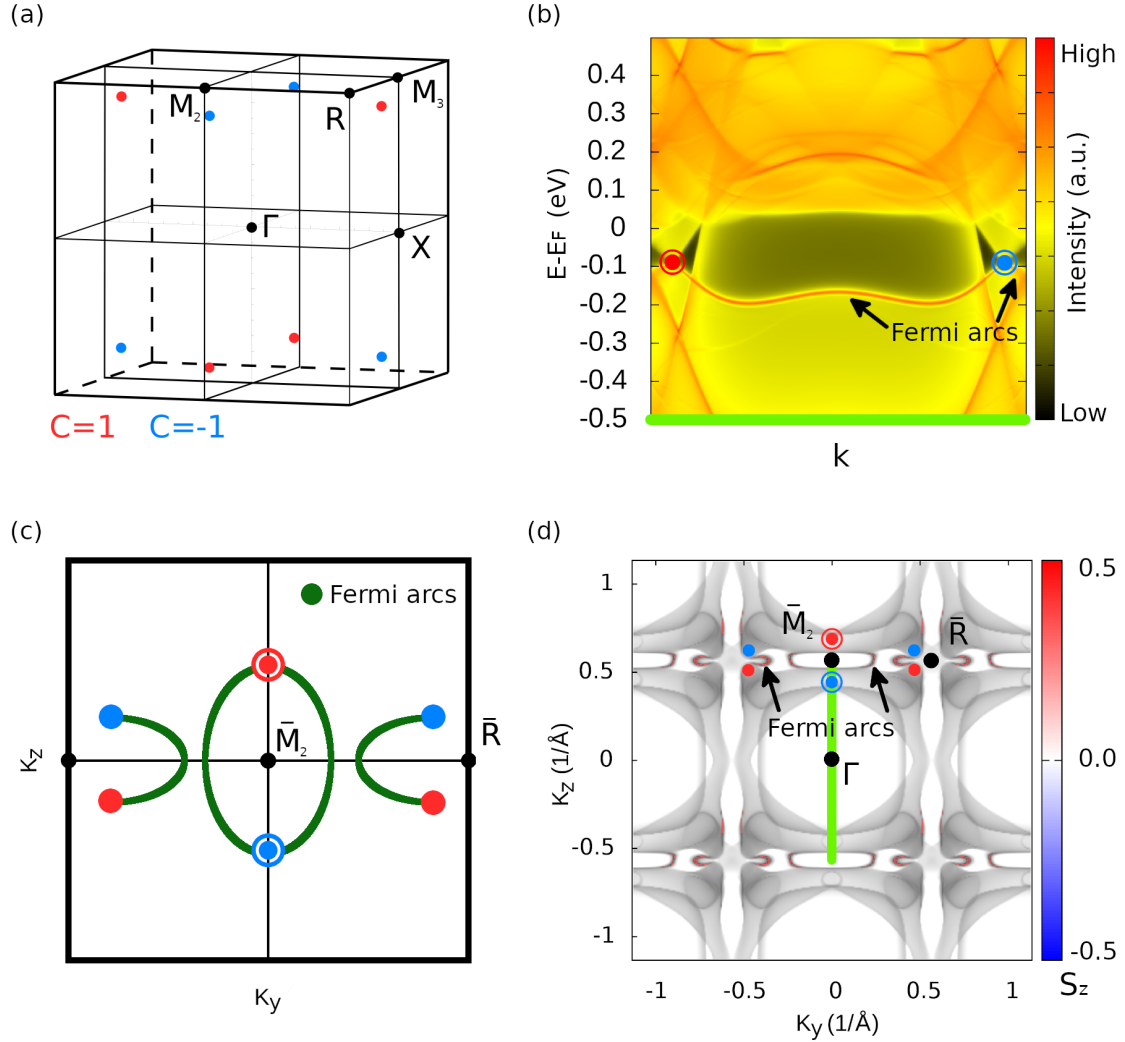 (a)
M₂
R
M₃
Γ
X
C=1 C=-1
(b)
0.4
0.3
0.2
0.1
0
-0.1
-0.2
-0.3
-0.4
-0.5
E-EF (eV)
k
Fermi arcs
High
Low
Intensity (a.u.)
(c)
Fermi arcs
M̄₂
R̄
Kz
Ky
(d)
1
0.5
0
-0.5
-1
Kz (1/Å)
M̄₂
R̄
Fermi arcs
Γ
-1 -0.5 0 0.5 1
Ky (1/Å)
0.5
0.0
-0.5
Sz